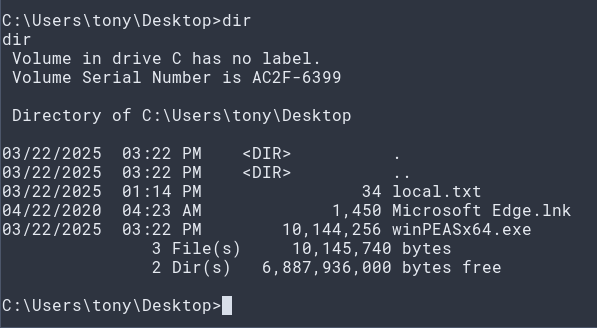 C:\Users\tony\Desktop>dir
dir
 Volume in drive C has no label.
 Volume Serial Number is AC2F-6399

 Directory of C:\Users\tony\Desktop

03/22/2025  03:22 PM    <DIR>          .
03/22/2025  03:22 PM    <DIR>          ..
03/22/2025  01:14 PM                34 local.txt
04/22/2020  04:23 AM             1,450 Microsoft Edge.lnk
03/22/2025  03:22 PM        10,144,256 winPEASx64.exe
               3 File(s)     10,145,740 bytes
               2 Dir(s)   6,887,936,000 bytes free

C:\Users\tony\Desktop>